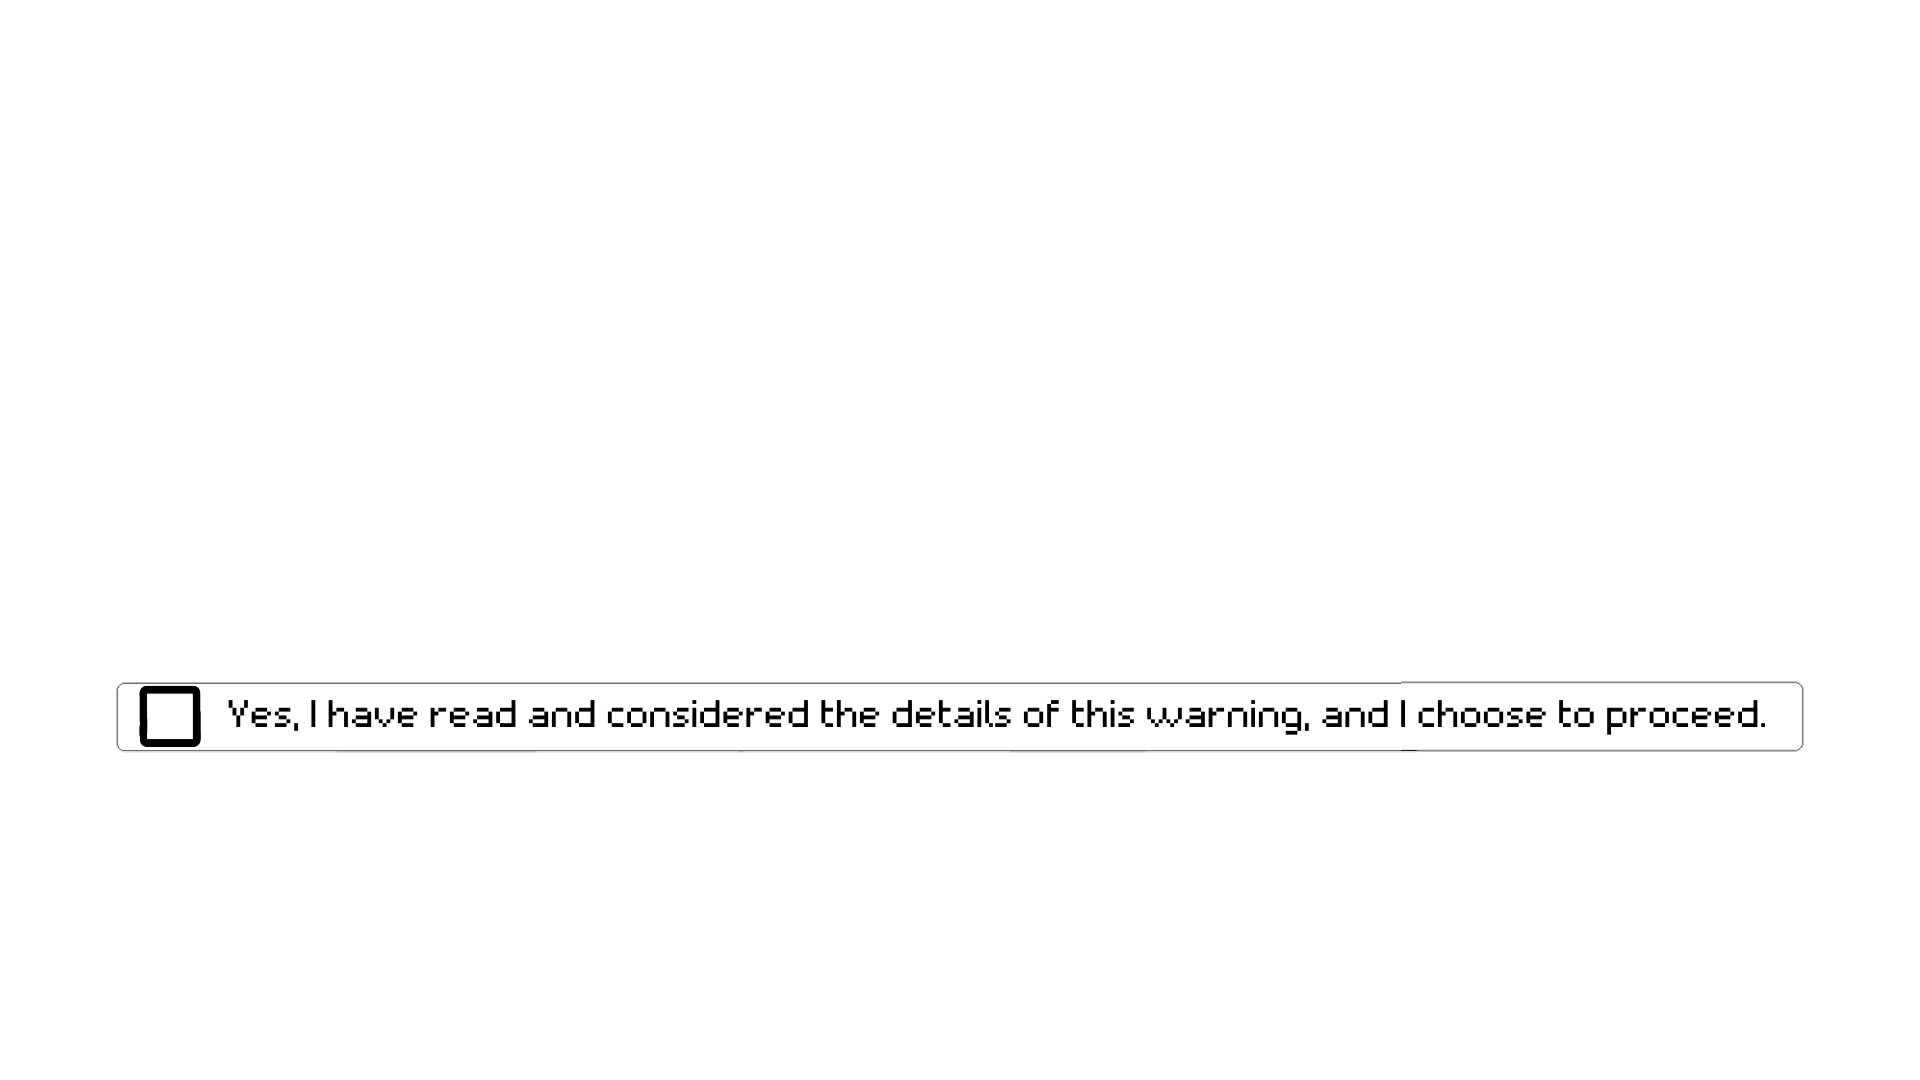 Yes, I have read and considered the details of this warning, and I choose to proceed.